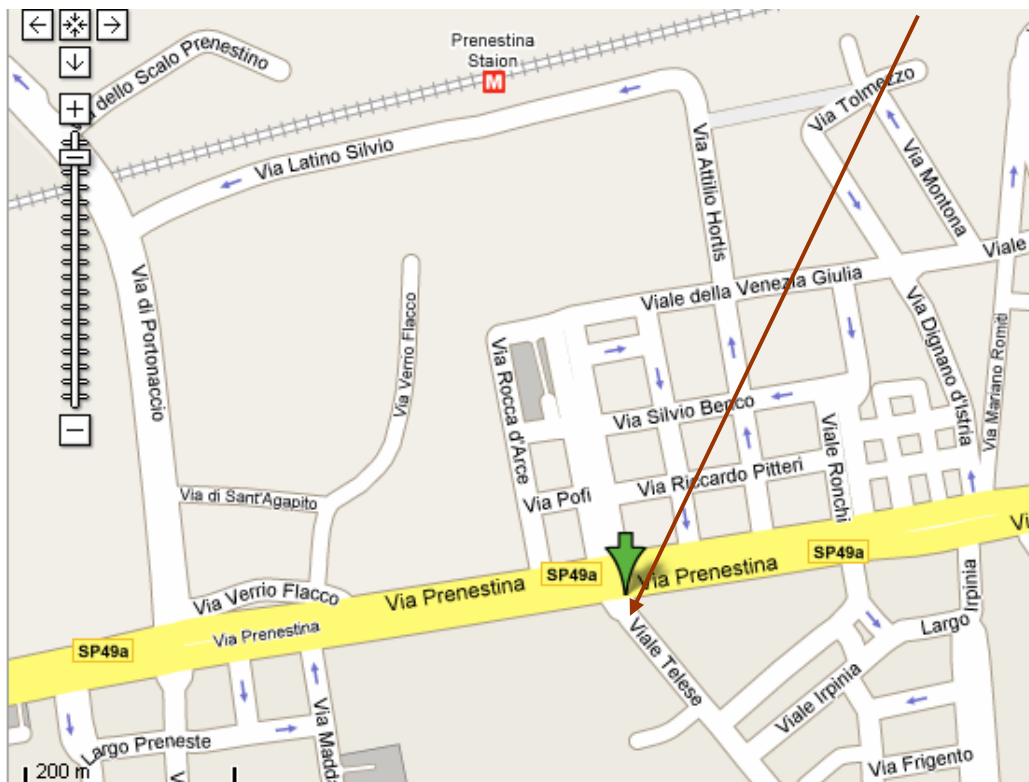 Prenestina
Staion
M
Via dello Scalo Prenestino
Via Tolmezzo
Via Latino Silvio
Via Attilio Hortis
Via Montona
Viale
Viale della Venezia Giulia
Via di Portonaccio
Via Verrio Flacco
Via Rocca d'Arce
Via Dignano d'Istria
Via Mariano Romiti
Via Silvio Benco
Viale Ronchi
Via Riccardo Pitteri
Via Pofi
Via di Sant'Agapito
Via
SP49a
SP49a
Via Prenestina
Via Prenestina
Via Verrio Flacco
Via Prenestina
SP49a
Irpinia
Largo
Viale Telese
Viale Irpinia
Via Madda
Largo Preneste
Via Frigento
V
200 m